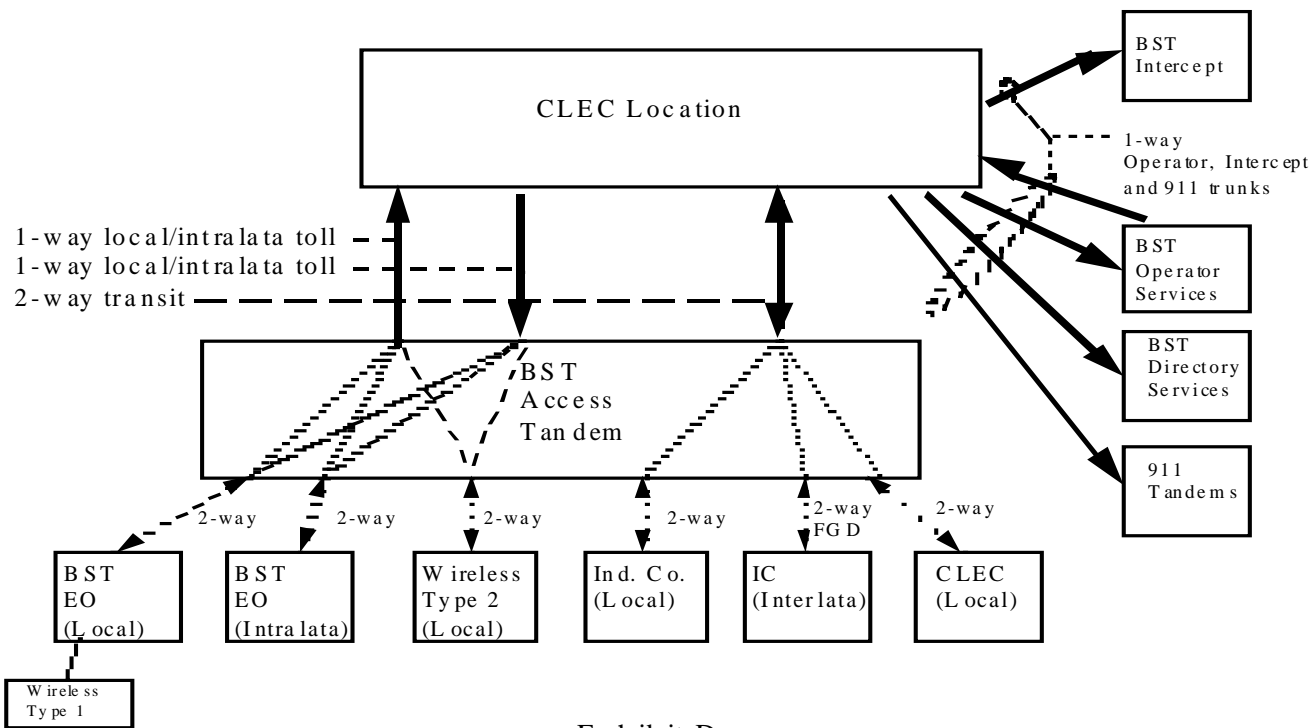 BST
Intercept
CLEC Location
1-way
Operator, Intercept
and 911 trunks
1-way local/intralata toll
1-way local/intralata toll
2-way transit
BST
Operator
Services
BST
Directory
Services
BST
Access
Tandem
911
Tandems
2-way
2-way
2-way
2-way
2-way
FGD
2-way
BST
EO
(Local)
BST
EO
(Intralata)
Wireless
Type 2
(Local)
Ind. Co.
(Local)
IC
(Interlata)
CLEC
(Local)
Wireless
Type 1